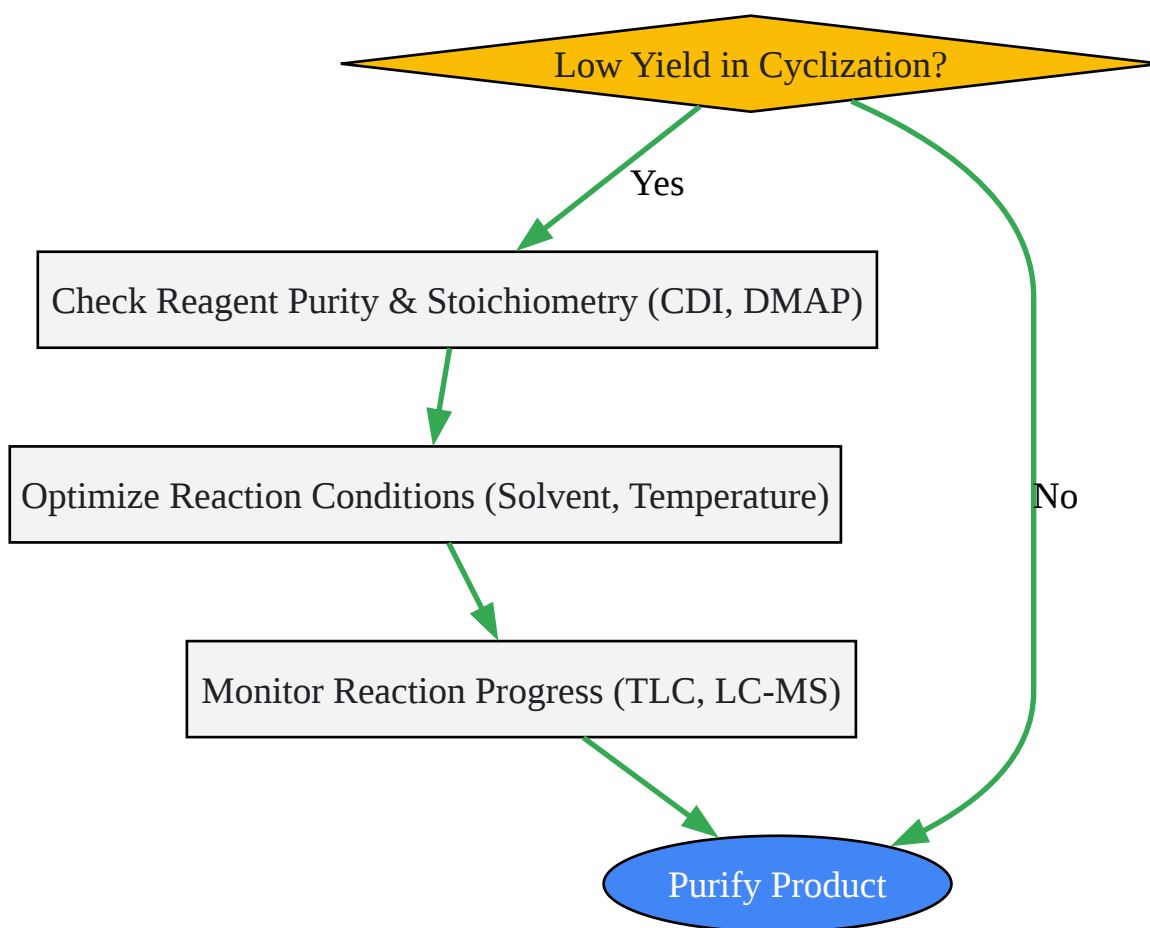 Low Yield in Cyclization?
Yes
Check Reagent Purity & Stoichiometry (CDI, DMAP)
Optimize Reaction Conditions (Solvent, Temperature)
No
Monitor Reaction Progress (TLC, LC-MS)
Purify Product